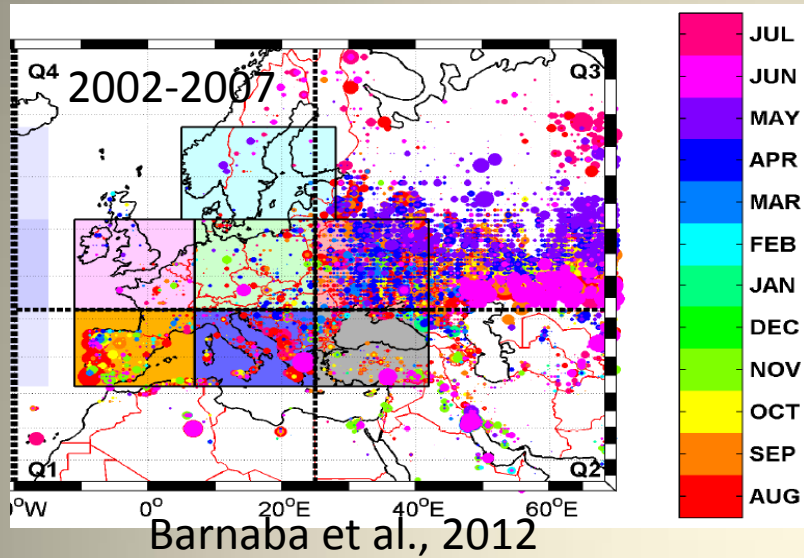 Q4
2002-2007
Q3
Q1
Q2
0°W
0°E
20°E
40°E
60°E
Barnaba et al., 2012
JUL
JUN
MAY
APR
MAR
FEB
JAN
DEC
NOV
OCT
SEP
AUG